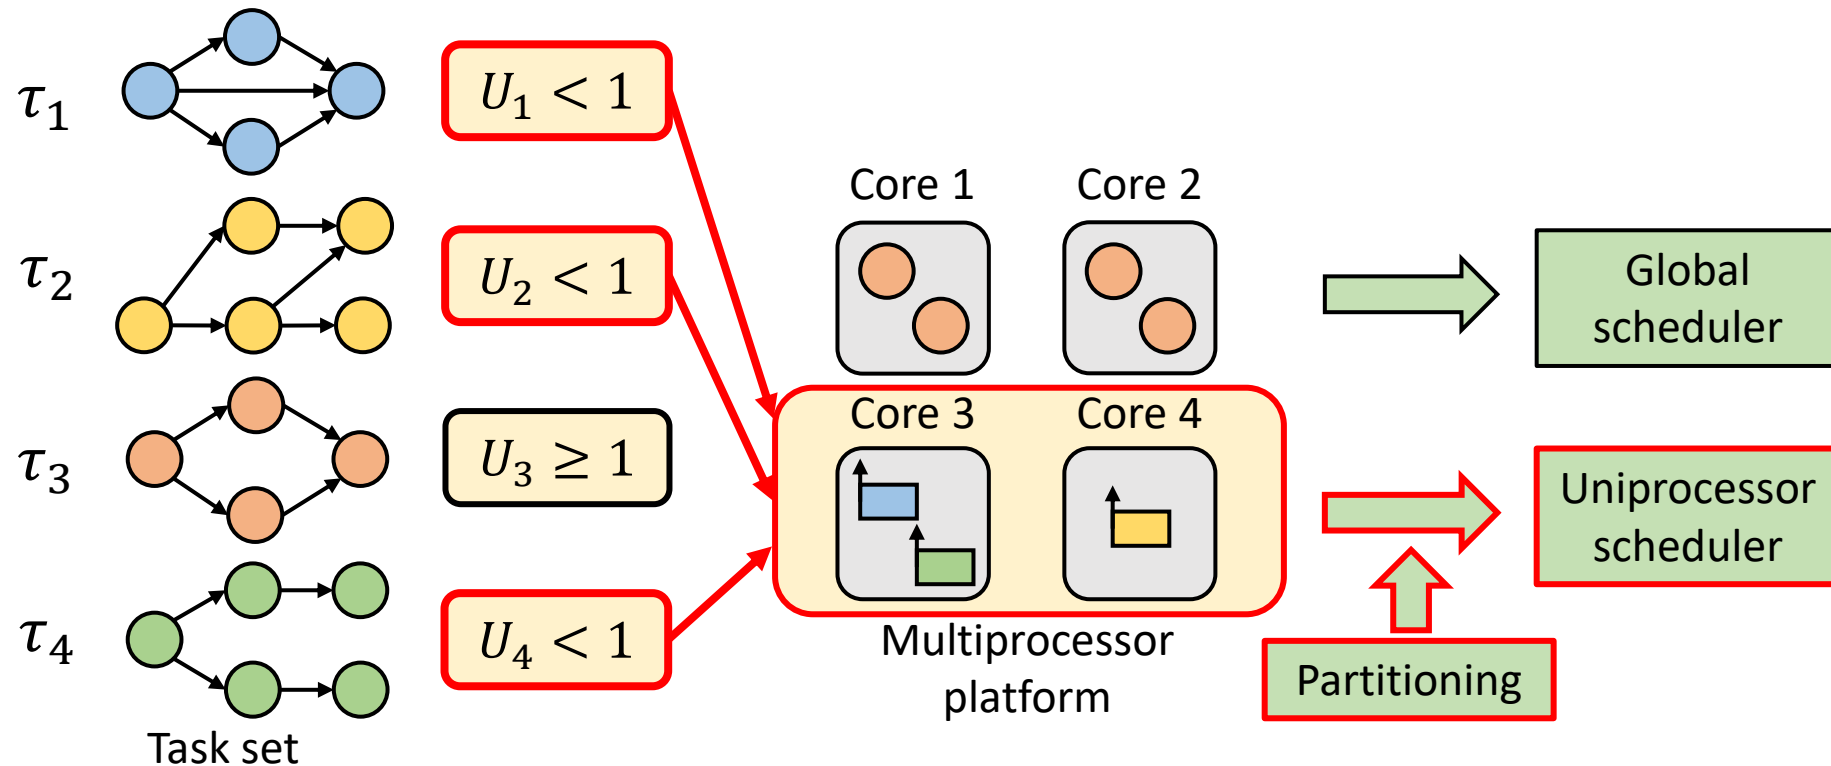 τ₁
U₁ < 1
τ₂
U₂ < 1
τ₃
U₃ ≥ 1
τ₄
U₄ < 1
Task set
Core 1
Core 2
Core 3
Core 4
Multiprocessor
platform
Global
scheduler
Uniprocessor
scheduler
Partitioning